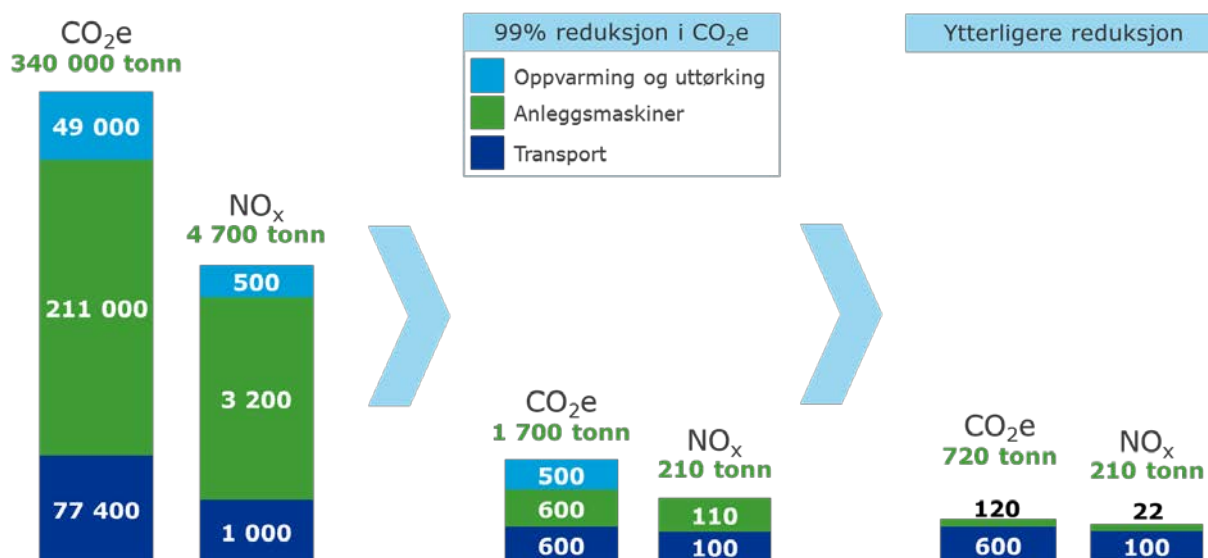 CO₂e
340 000 tonn
49 000
211 000
77 400
NOₓ
4 700 tonn
500
3 200
1 000
99% reduksjon i CO₂e
Oppvarming og uttørking
Anleggsmaskiner
Transport
CO₂e
1 700 tonn
500
600
600
NOₓ
210 tonn
110
100
Ytterligere reduksjon
CO₂e
720 tonn
120
600
NOₓ
210 tonn
22
100